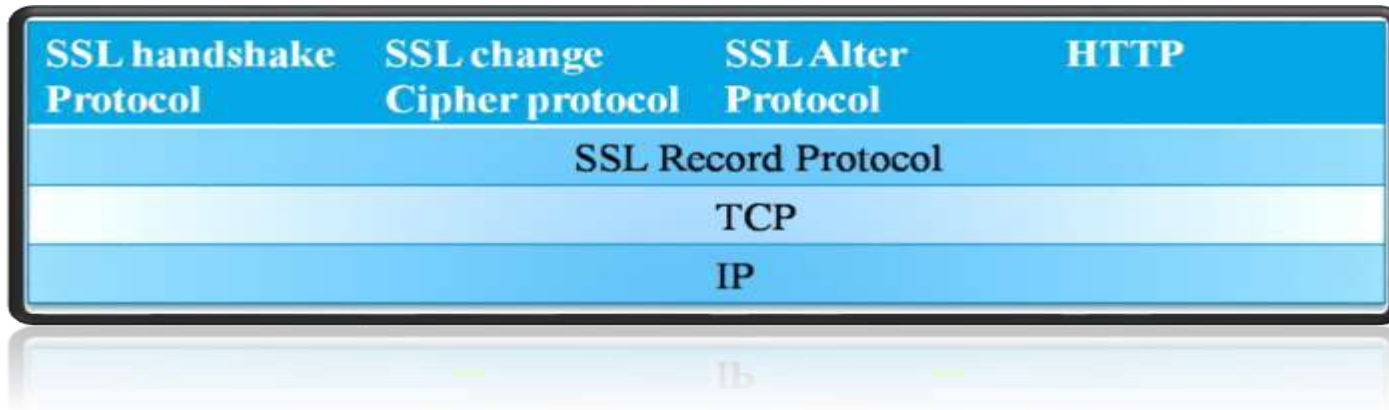 SSL handshake Protocol
SSL change Cipher protocol
SSL Alter Protocol
HTTP
SSL Record Protocol
TCP
IP